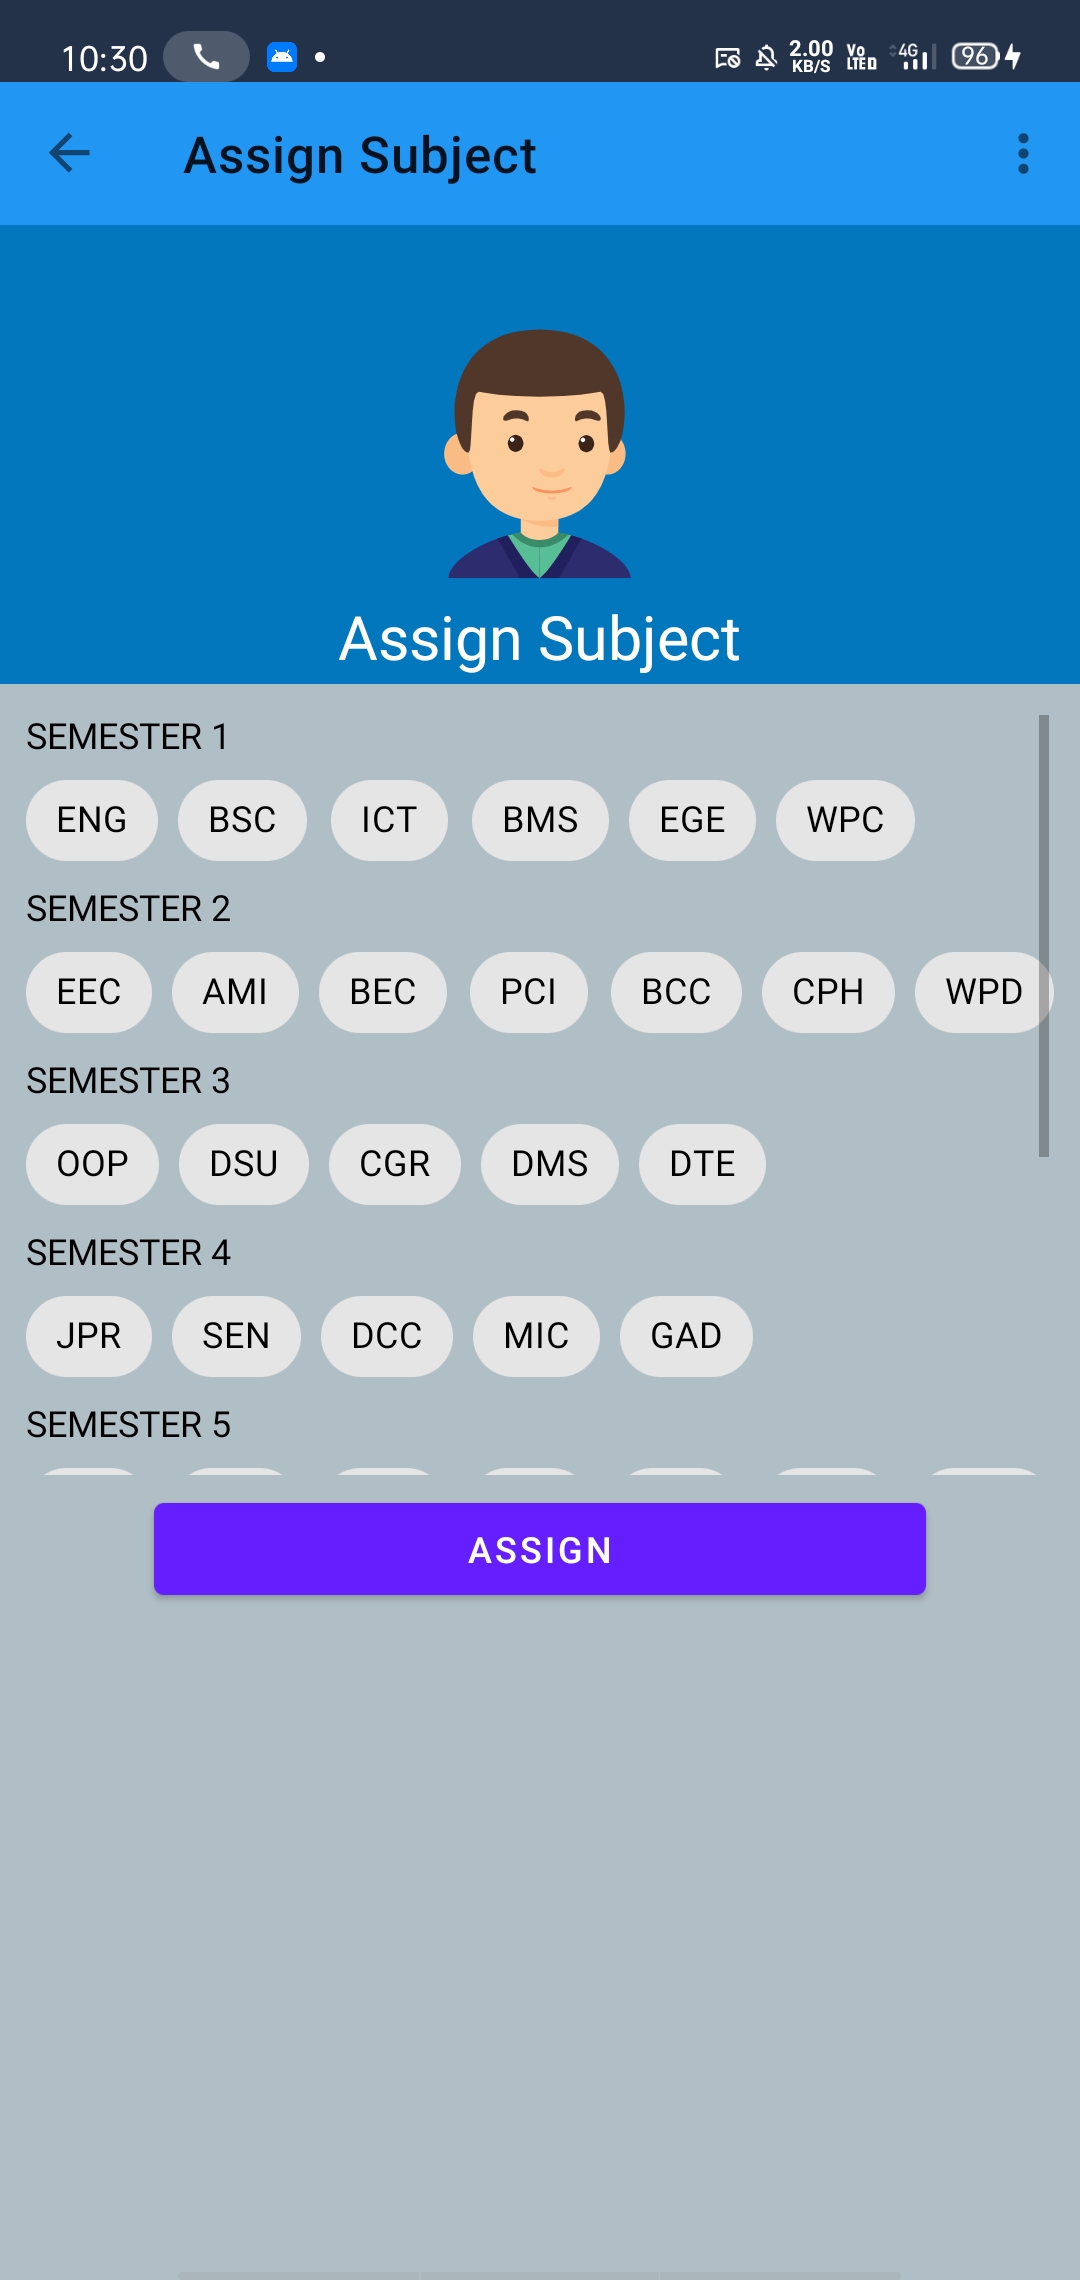 10:30 2.00 KB/S Vo LTE D 4G 96
Assign Subject
Assign Subject
SEMESTER 1
ENG BSC ICT BMS EGE WPC
SEMESTER 2
EEC AMI BEC PCI BCC CPH WPD
SEMESTER 3
OOP DSU CGR DMS DTE
SEMESTER 4
JPR SEN DCC MIC GAD
SEMESTER 5
ASSIGN